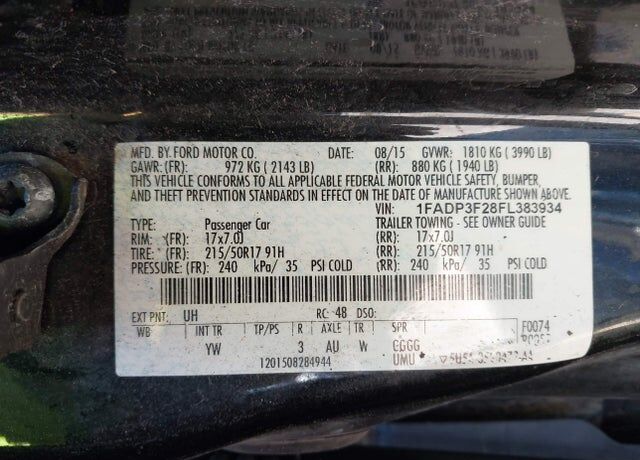 MFD. BY. FORD MOTOR CO. DATE: 08/15 GVWR: 1810 KG ( 3990 LB)
GAWR: (FR): 972 KG ( 2143 LB) (RR): 880 KG ( 1940 LB)
THIS VEHICLE CONFORMS TO ALL APPLICABLE FEDERAL MOTOR VEHICLE SAFETY, BUMPER,
AND THEFT PREVENTION STANDARDS IN EFFECT ON THE DATE OF MANUFACTURE SHOWN ABOVE.
VIN: 1FADP3F28FL383934
TYPE: Passenger Car TRAILER TOWING - SEE OWNER GUIDE
RIM: (FR): 17x7.0J (RR): 17x7.0J
TIRE: (FR): 215/50R17 91H (RR): 215/50R17 91H
PRESSURE: (FR): 240 kPa/ 35 PSI COLD (RR): 240 kPa/ 35 PSI COLD
EXT PNT: UH RC: 48 DSO:
WB INT TR TP/PS R AXLE TR SPR F0074
YW 3 AU W CGGG
1201508284944 UMU